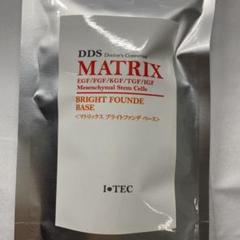 DDS Doctor's Cosmetics
MATRIX
EGF/FGF/KGF/TGF/IGF
Mesenchymal Stem Cells
BRIGHT FOUNDE
BASE
<マトリックス ブライトファンデ ベース>
I•TEC